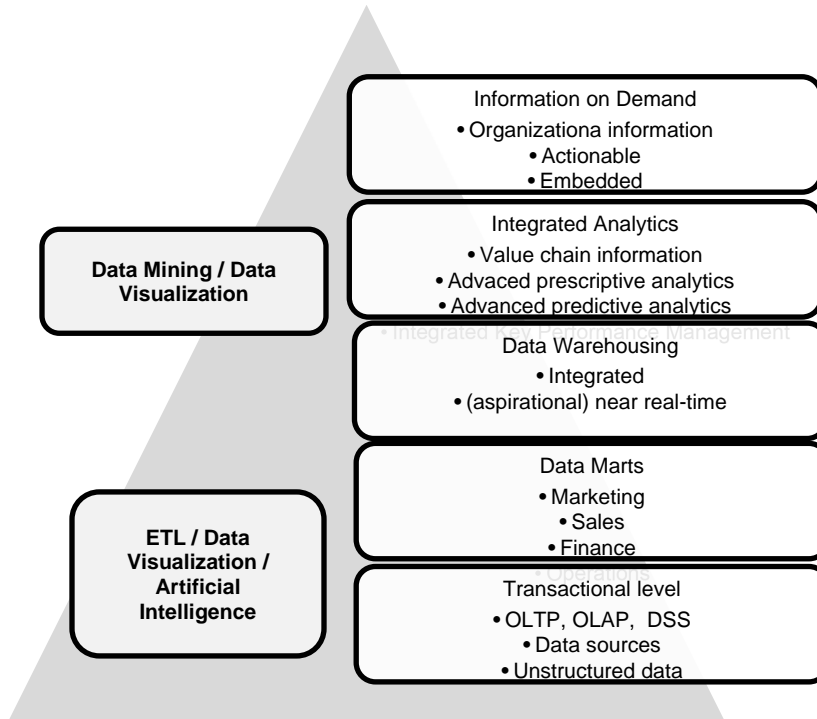 Information on Demand
• Organizationa information
• Actionable
• Embedded
Integrated Analytics
• Value chain information
• Advaced prescriptive analytics
• Advanced predictive analytics
• Integrated Key Performance Management
Data Mining / Data
Visualization
Data Warehousing
• Integrated
• (aspirational) near real-time
Data Marts
• Marketing
• Sales
• Finance
• Operations
ETL / Data
Visualization /
Artificial
Intelligence
Transactional level
• OLTP, OLAP, DSS
• Data sources
• Unstructured data